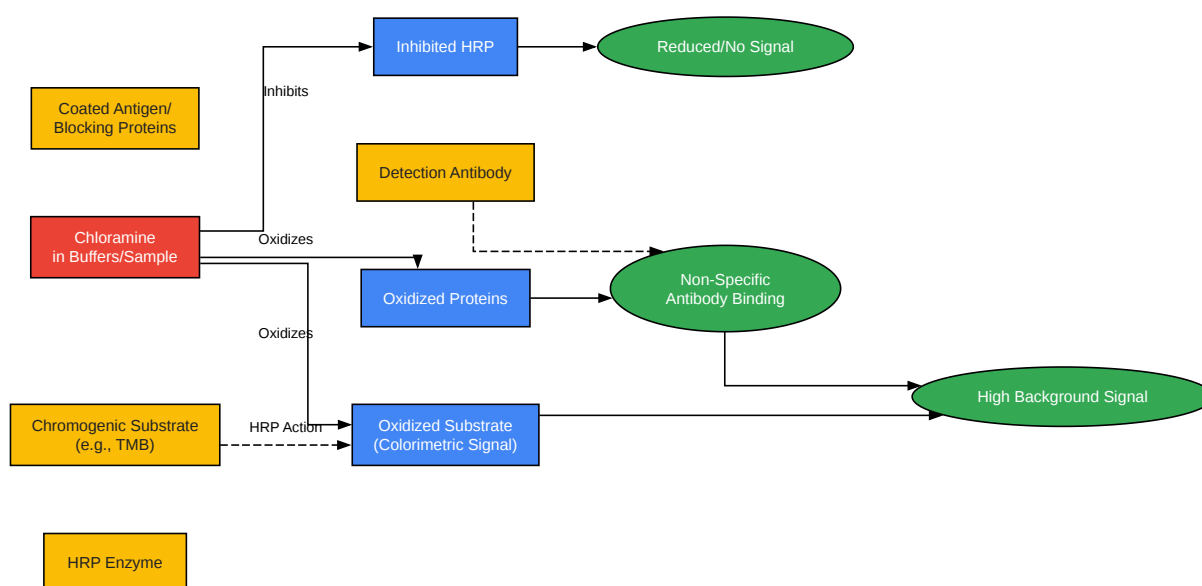 Inhibited HRP
Reduced/No Signal
Inhibits
Coated Antigen/
Blocking Proteins
Detection Antibody
Chloramine
in Buffers/Sample
Oxidizes
Oxidized Proteins
Non-Specific
Antibody Binding
Oxidizes
High Background Signal
Chromogenic Substrate
(e.g., TMB)
HRP Action
Oxidized Substrate
(Colorimetric Signal)
HRP Enzyme